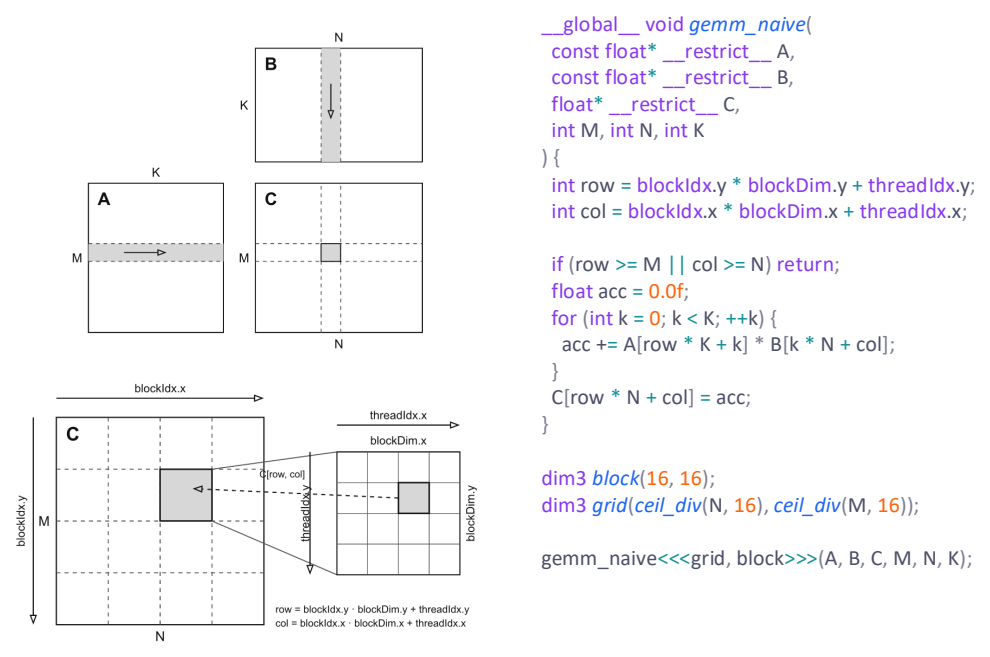 N
B
K
K
A
C
M
M
N
blockIdx.x
C
blockIdx.y
M
N
threadIdx.x
blockDim.x
C[row, col]
threadIdx.y
blockDim.y
row = blockIdx.y · blockDim.y + threadIdx.y
col = blockIdx.x · blockDim.x + threadIdx.x
__global__ void gemm_naive(
  const float* __restrict__ A,
  const float* __restrict__ B,
  float* __restrict__ C,
  int M, int N, int K
) {
  int row = blockIdx.y * blockDim.y + threadIdx.y;
  int col = blockIdx.x * blockDim.x + threadIdx.x;
  if (row >= M || col >= N) return;
  float acc = 0.0f;
  for (int k = 0; k < K; ++k) {
    acc += A[row * K + k] * B[k * N + col];
  }
  C[row * N + col] = acc;
}
dim3 block(16, 16);
dim3 grid(ceil_div(N, 16), ceil_div(M, 16));
gemm_naive<<<grid, block>>>(A, B, C, M, N, K);